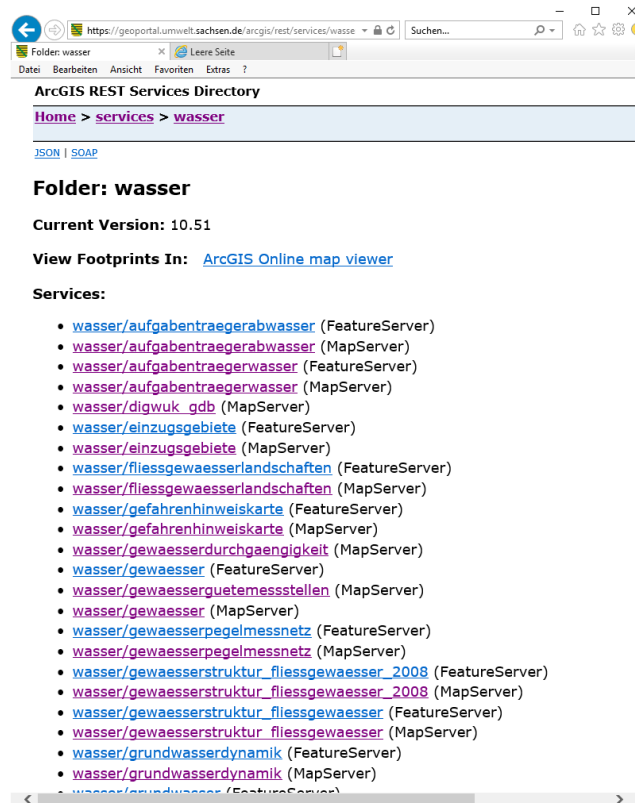 https://geoportal.umwelt.sachsen.de/arcgis/rest/services/wasse
Suchen...
Folder: wasser
Leere Seite
Datei Bearbeiten Ansicht Favoriten Extras ?
ArcGIS REST Services Directory
Home > services > wasser
JSON | SOAP
Folder: wasser
Current Version: 10.51
View Footprints In: ArcGIS Online map viewer
Services:
• wasser/aufgabentraegerabwasser (FeatureServer)
• wasser/aufgabentraegerabwasser (MapServer)
• wasser/aufgabentraegerwasser (FeatureServer)
• wasser/aufgabentraegerwasser (MapServer)
• wasser/digwuk_gdb (MapServer)
• wasser/einzugsgebiete (FeatureServer)
• wasser/einzugsgebiete (MapServer)
• wasser/fliessgewaesserlandschaften (FeatureServer)
• wasser/fliessgewaesserlandschaften (MapServer)
• wasser/gefahrenhinweiskarte (FeatureServer)
• wasser/gefahrenhinweiskarte (MapServer)
• wasser/gewaesserdurchgaengigkeit (MapServer)
• wasser/gewaesser (FeatureServer)
• wasser/gewaesserguetemessstellen (MapServer)
• wasser/gewaesser (MapServer)
• wasser/gewaesserpegelmessnetz (FeatureServer)
• wasser/gewaesserpegelmessnetz (MapServer)
• wasser/gewaesserstruktur_fliessgewaesser_2008 (FeatureServer)
• wasser/gewaesserstruktur_fliessgewaesser_2008 (MapServer)
• wasser/gewaesserstruktur_fliessgewaesser (FeatureServer)
• wasser/gewaesserstruktur_fliessgewaesser (MapServer)
• wasser/grundwasserdynamik (FeatureServer)
• wasser/grundwasserdynamik (MapServer)
• wasser/grundwasser (FeatureServer)